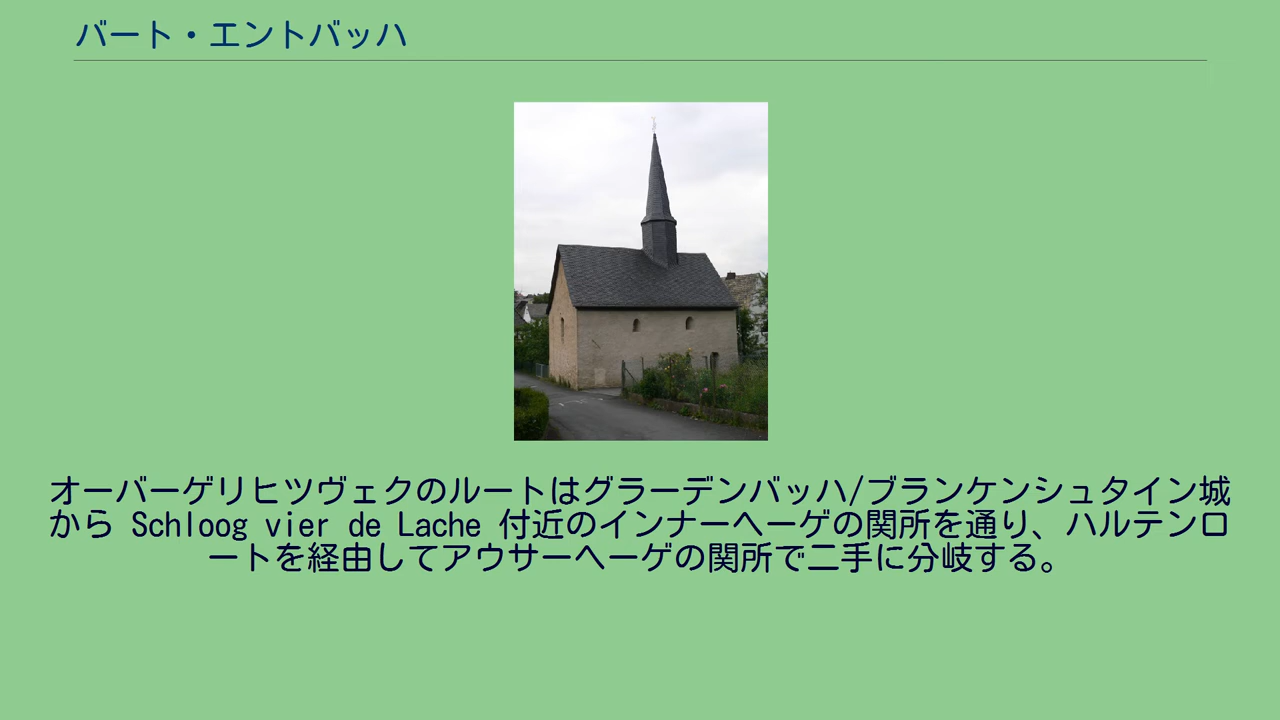 バート・エントバッハ
オーバーゲリヒツヴェクのルートはグラーデンバッハ/ブランケンシュタイン城
から Schloog vier de Lache 付近のインナーヘーゲの関所を通り、ハルテンロ
ートを経由してアウサーヘーゲの関所で二手に分岐する。